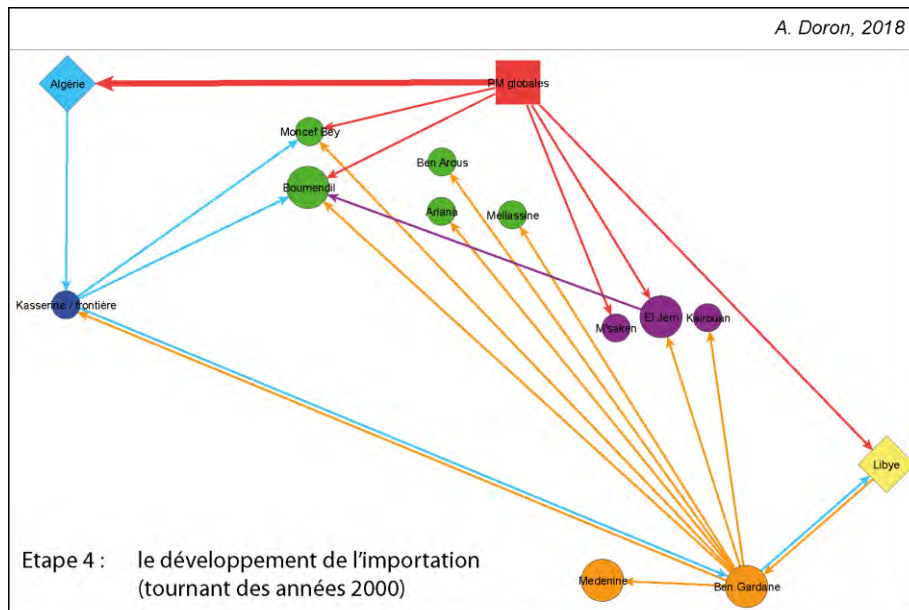 A. Doron, 2018
Algérie
PM globales
Moncef Bey
Ben Arous
Boumendil
Ariana
Mellassine
Kasserine / frontière
M'saken
El Jem
Kairouan
Libye
Etape 4 : le développement de l'importation
(tournant des années 2000)
Medenine
Ben Gardane